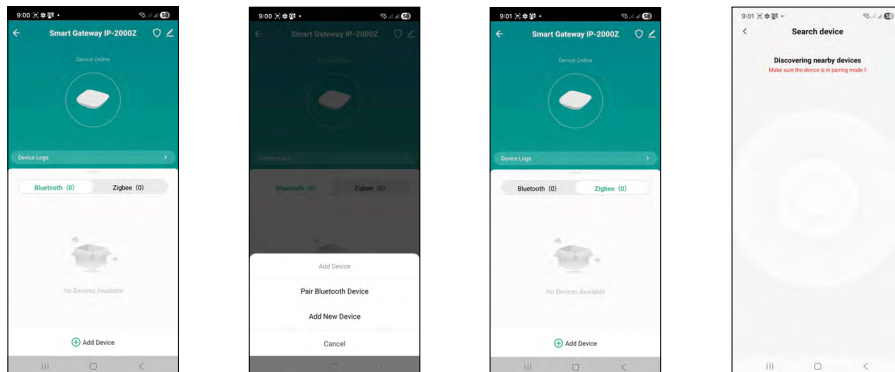 9:00
Smart Gateway IP-2000Z
Device Online
Device Logs
Bluetooth (0) Zigbee (0)
No Devices Available
Add Device
9:00
Smart Gateway IP-2000Z
Device Logs
Bluetooth (0) Zigbee (0)
Add Device
Pair Bluetooth Device
Add New Device
Cancel
9:01
Smart Gateway IP-2000Z
Device Online
Device Logs
Bluetooth (0) Zigbee (0)
No Devices Available
Add Device
9:01
Search device
Discovering nearby devices
Make sure the device is in pairing mode